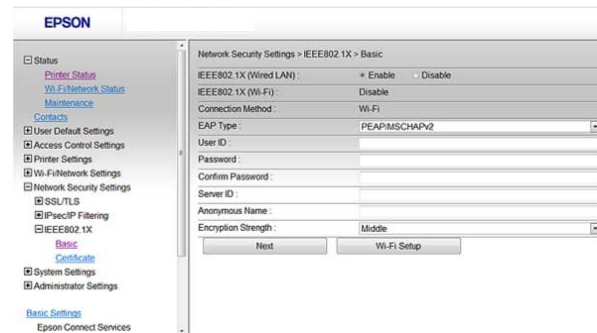 EPSON
Status
Printer Status
Wi-Fi/Network Status
Maintenance
Contacts
User Default Settings
Access Control Settings
Printer Settings
Wi-Fi/Network Settings
Network Security Settings
SSL/TLS
IPsec/IP Filtering
IEEE802.1X
Basic
Certificate
System Settings
Administrator Settings
Basic Settings
Epson Connect Services
Network Security Settings > IEEE802.1X > Basic
IEEE802.1X (Wired LAN) : Enable Disable
IEEE802.1X (Wi-Fi) : Disable
Connection Method : Wi-Fi
EAP Type : PEAP/MSCHAPv2
User ID :
Password :
Confirm Password :
Server ID :
Anonymous Name :
Encryption Strength : Middle
Next Wi-Fi Setup